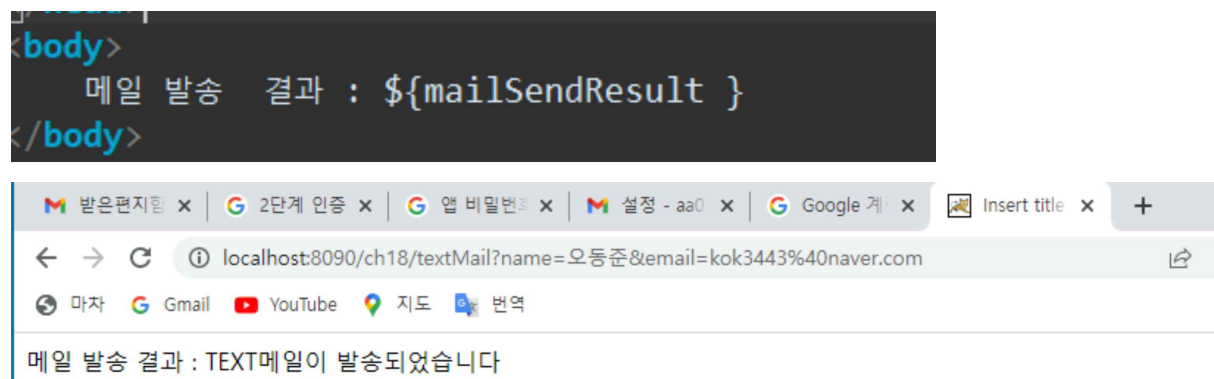 <body>
메일 발송 결과 : ${mailSendResult }
</body>
받은편지함 2단계 인증 앱 비밀번호 설정 - aa0 Google 계 Insert title
localhost:8090/ch18/textMail?name=오동준&email=kok3443%40naver.com
마차 Gmail YouTube 지도 번역
메일 발송 결과 : TEXT메일이 발송되었습니다